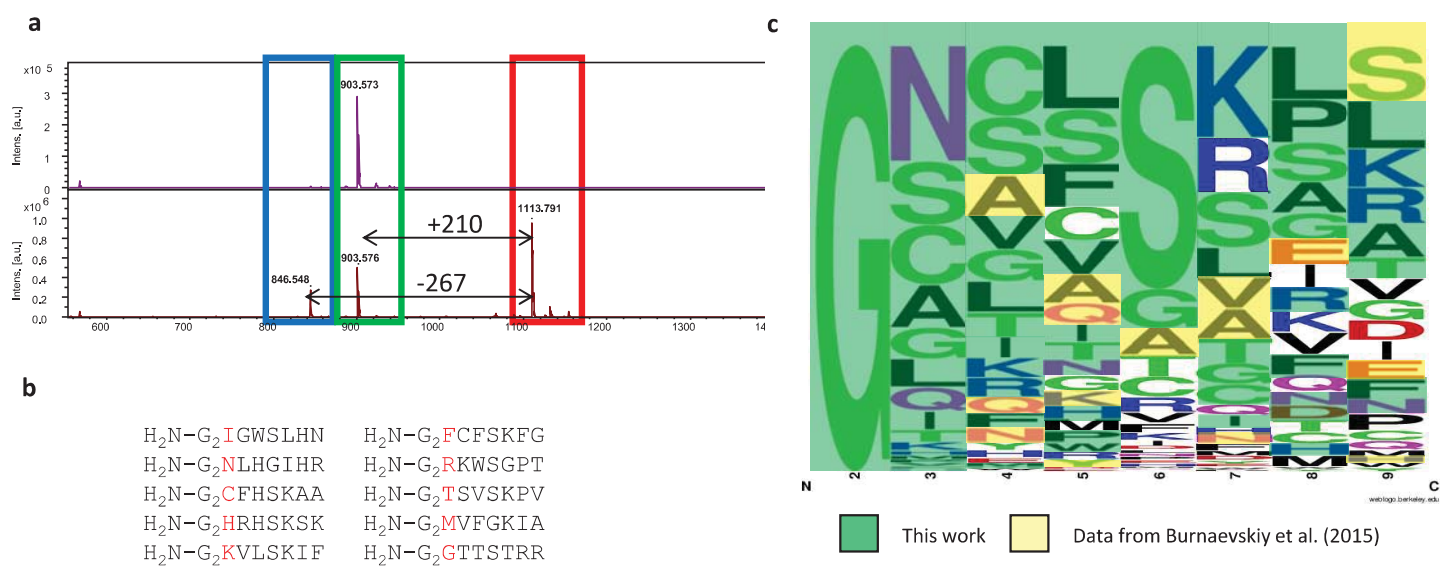 a
x10 5
903.573
Intens. [a.u.]
3
2
1
0
x10 6
1113.791
Intens. [a.u.]
1.0
0.8
0.6
0.4
0.2
0.0
+210
903.576
846.548
-267
600
700
800
900
1000
1100
1200
1300
14
b
H2N-G2IGWSLHN
H2N-G2NLHGIHR
H2N-G2CFHSKAA
H2N-G2HRHSKSK
H2N-G2KVLSKIF
H2N-G2FCFSKFG
H2N-G2RKWSGPT
H2N-G2TSVSKPV
H2N-G2MVFGKIA
H2N-G2GTTSTRR
c
G
N S C A G L Q I
C S A V G L T I K R Q
L S F C V A Q
S G A T C R
K R S L V A T G C Q N
L P S A G E I R K V F Q N D T C
S L K R A T V G D I E F N P C
N
2
3
4
5
6
7
8
9
C
weblogo.berkeley.edu
This work
Data from Burnaevskiy et al. (2015)